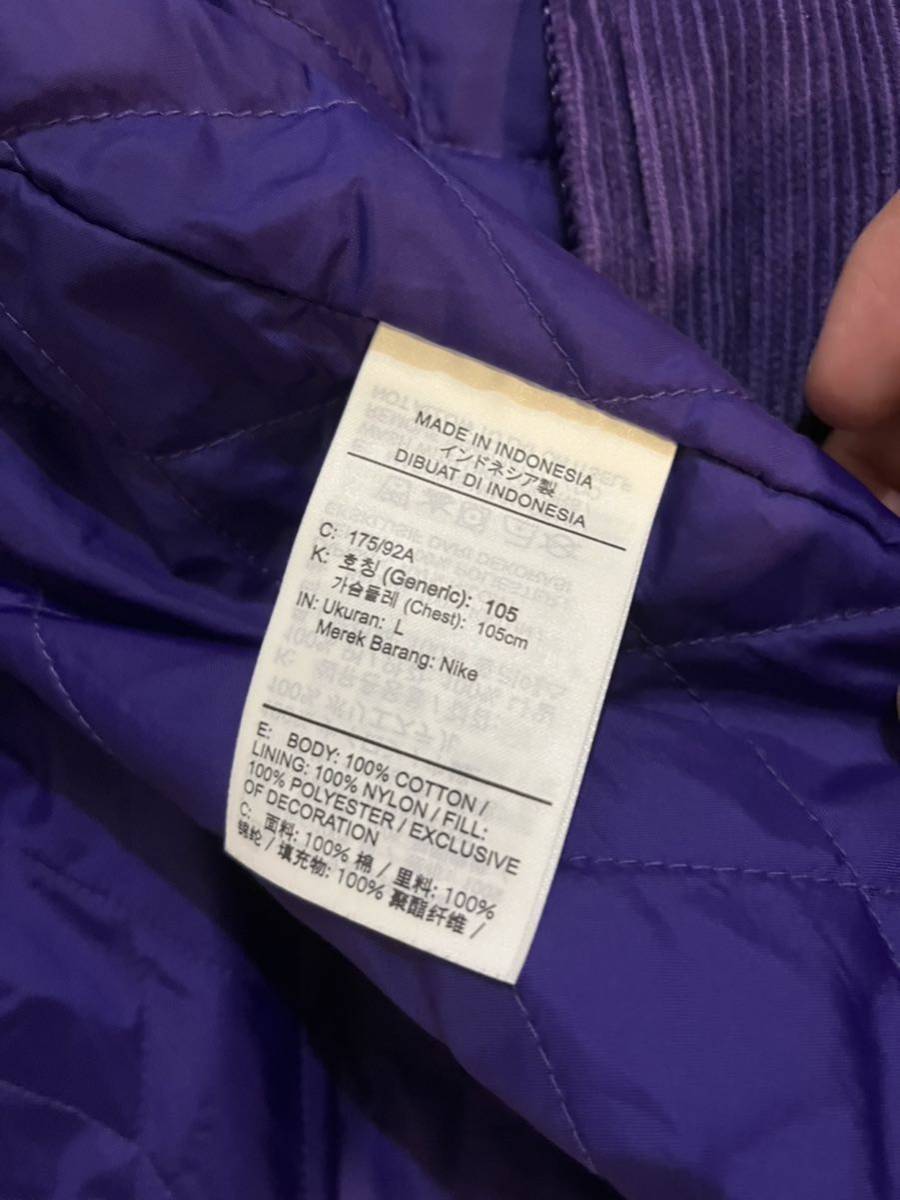 MADE IN INDONESIA
インドネシア製
DIBUAT DI INDONESIA
C: 175/92A
K: 호칭 (Generic): 105
가슴둘레 (Chest): 105cm
IN: Ukuran: L
Merek Barang: Nike
E: BODY: 100% COTTON /
LINING: 100% NYLON / FILL:
100% POLYESTER / EXCLUSIVE
OF DECORATION
C: 面料: 100% 棉 / 里料: 100%
锦纶 / 填充物: 100% 聚酯纤维 /